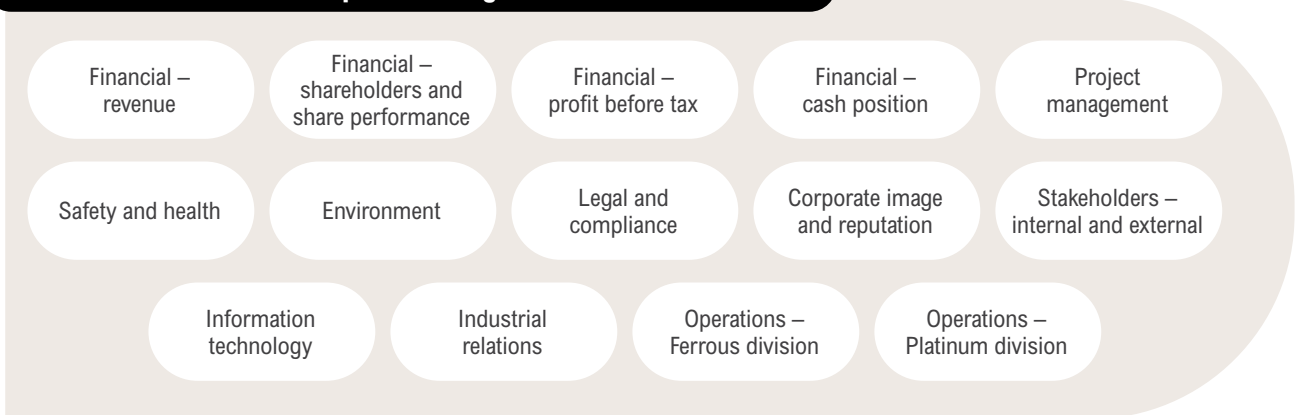 Financial –
revenue
Financial –
shareholders and
share performance
Financial –
profit before tax
Financial –
cash position
Project
management
Safety and health
Environment
Legal and
compliance
Corporate image
and reputation
Stakeholders –
internal and external
Information
technology
Industrial
relations
Operations –
Ferrous division
Operations –
Platinum division